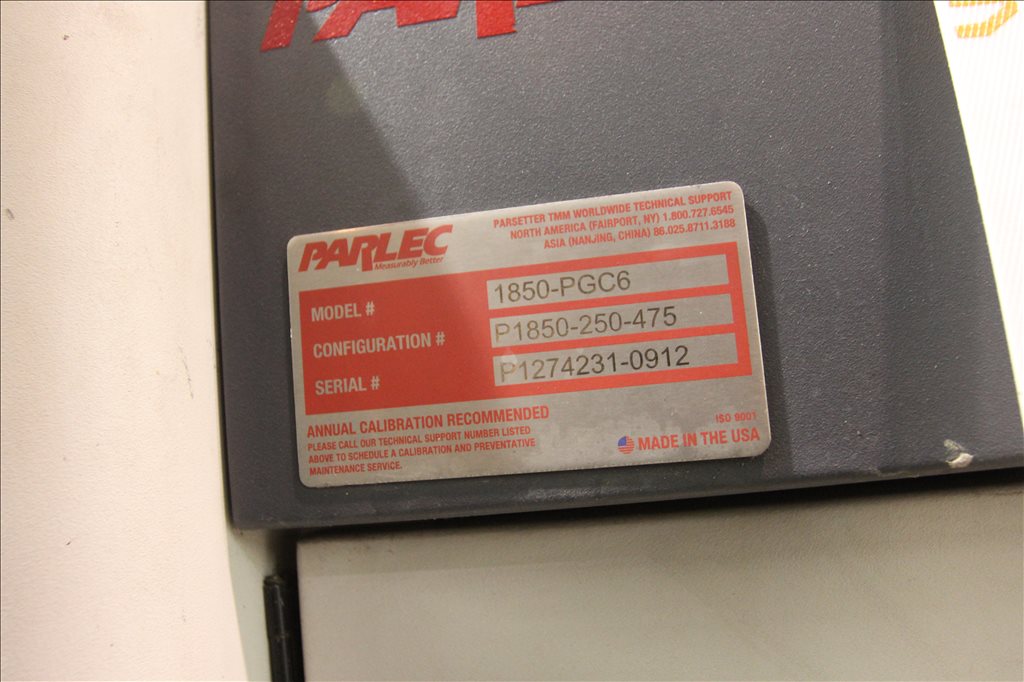 PARLEC
Measurably Better
PARSETTER TMM WORLDWIDE TECHNICAL SUPPORT
NORTH AMERICA (FAIRPORT, NY) 1.800.727.6545
ASIA (NANJING, CHINA) 86.025.8711.3188
MODEL # 1850-PGC6
CONFIGURATION # P1850-250-475
SERIAL # P1274231-0912
ANNUAL CALIBRATION RECOMMENDED
PLEASE CALL OUR TECHNICAL SUPPORT NUMBER LISTED
ABOVE TO SCHEDULE A CALIBRATION AND PREVENTATIVE
MAINTENANCE SERVICE.
ISO 9001
MADE IN THE USA